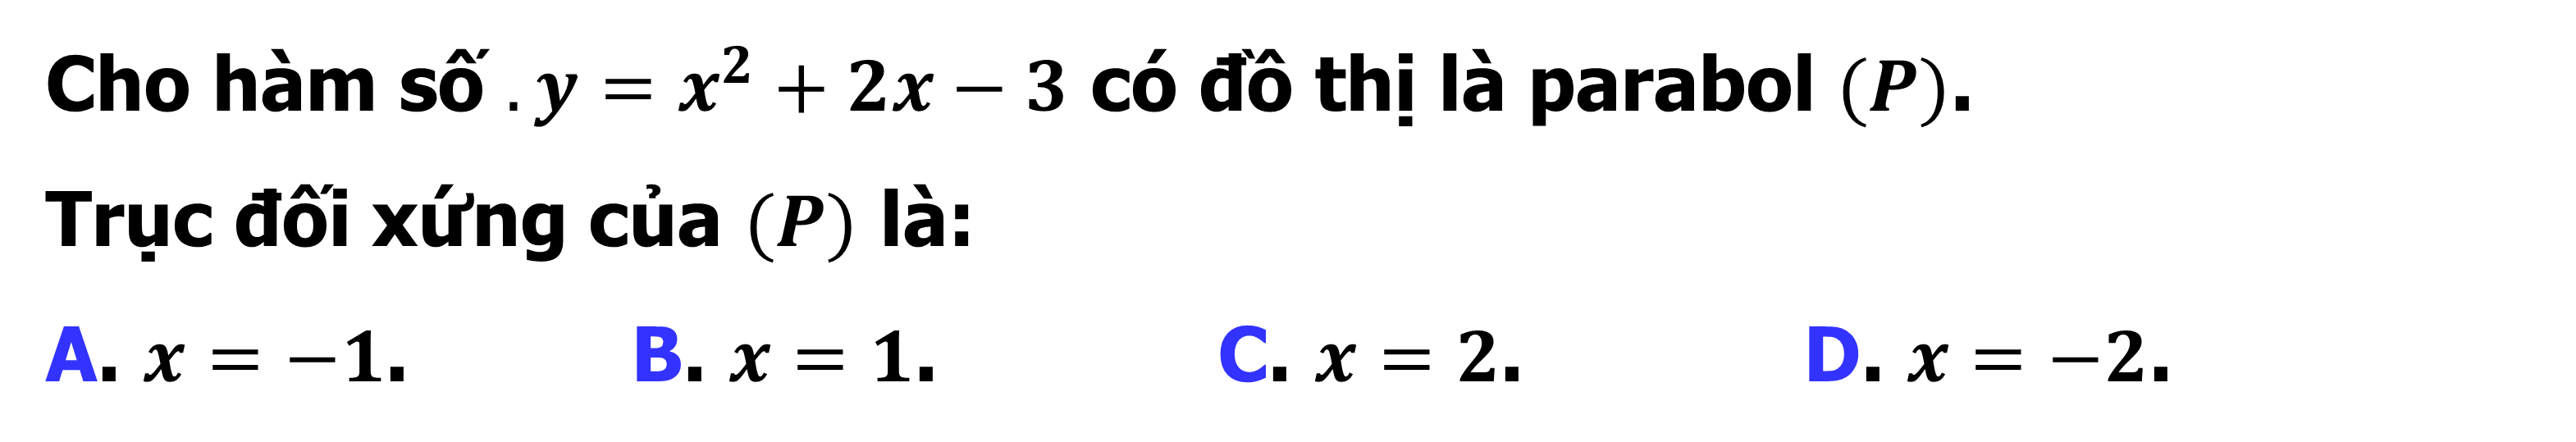 Cho hàm số . y = x² + 2x − 3 có đồ thị là parabol (P).
Trục đối xứng của (P) là:
A. x = −1. B. x = 1. C. x = 2. D. x = −2.